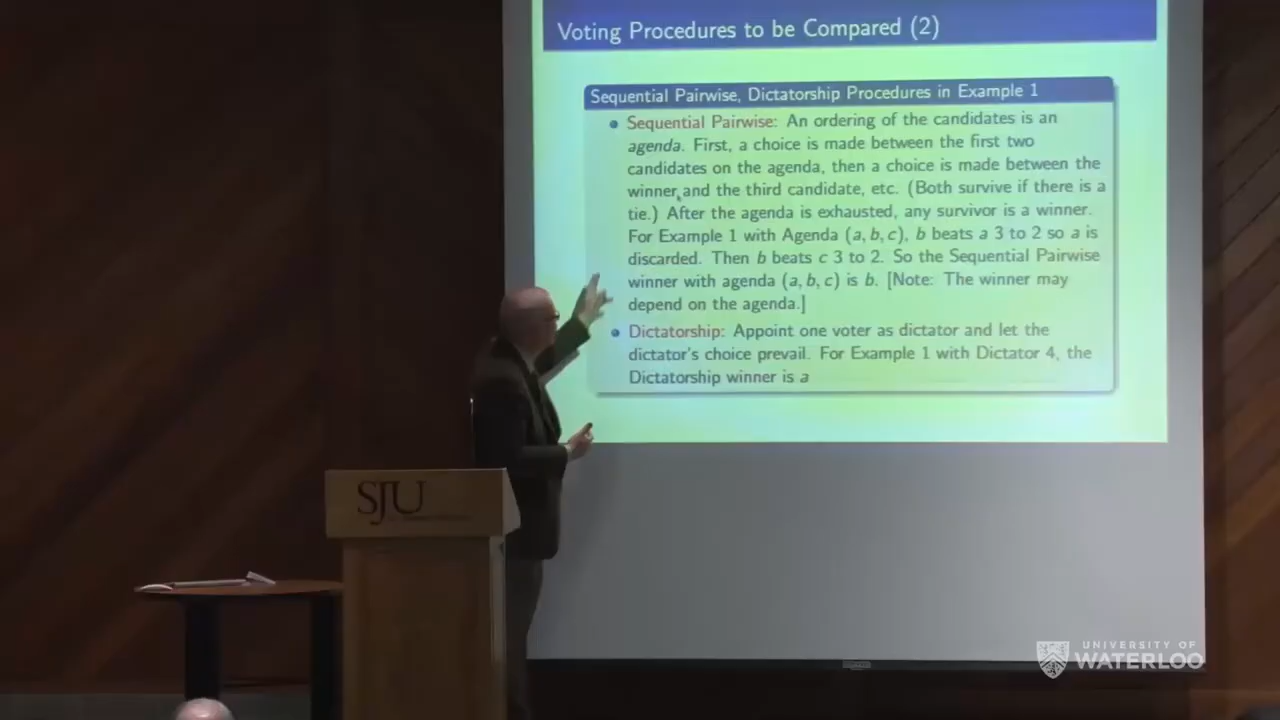 Voting Procedures to be Compared (2)
Sequential Pairwise, Dictatorship Procedures in Example 1
Sequential Pairwise: An ordering of the candidates is an
agenda. First, a choice is made between the first two
candidates on the agenda, then a choice is made between the
winner and the third candidate, etc. (Both survive if there is a
tie.) After the agenda is exhausted, any survivor is a winner.
For Example 1 with Agenda (a, b, c), b beats a 3 to 2 so a is
discarded. Then b beats c 3 to 2. So the Sequential Pairwise
winner with agenda (a, b, c) is b. [Note: The winner may
depend on the agenda.]
Dictatorship: Appoint one voter as dictator and let the
dictator's choice prevail. For Example 1 with Dictator 4, the
Dictatorship winner is a
SJU
UNIVERSITY OF
WATERLOO